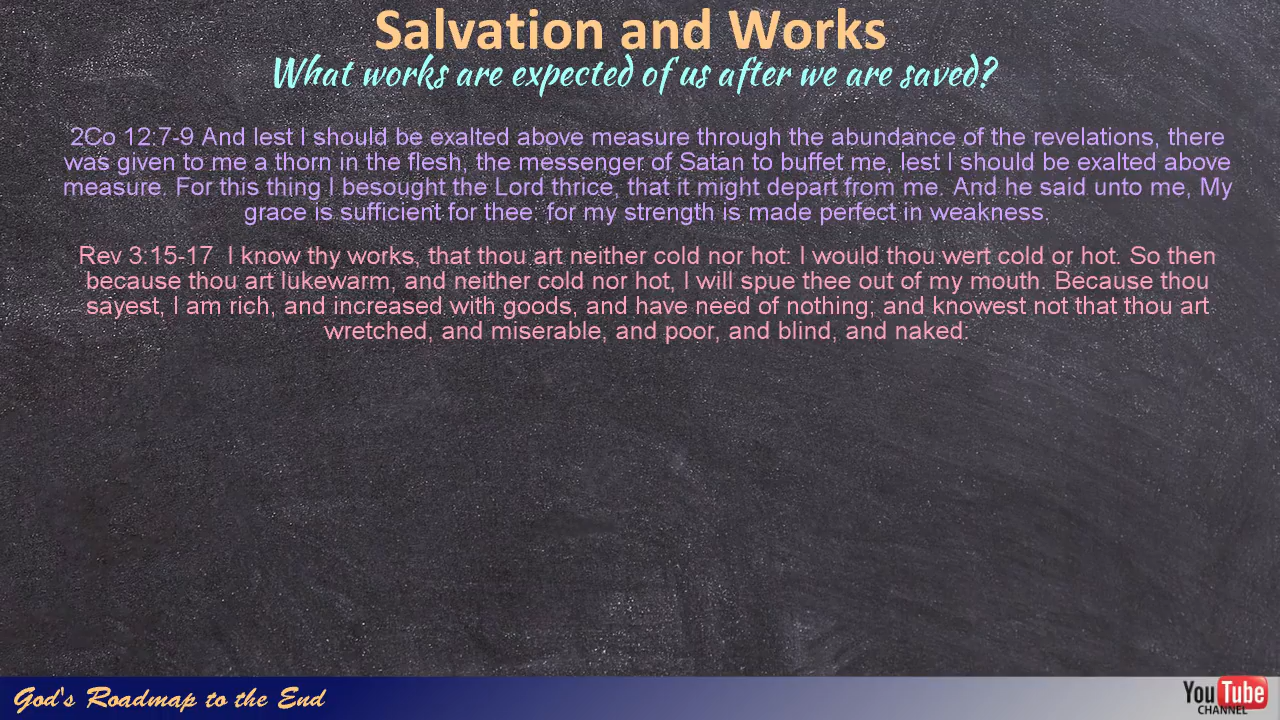 Salvation and Works
What works are expected of us after we are saved?
2Co 12:7-9 And lest I should be exalted above measure through the abundance of the revelations, there
was given to me a thorn in the flesh, the messenger of Satan to buffet me, lest I should be exalted above
measure. For this thing I besought the Lord thrice, that it might depart from me. And he said unto me, My
grace is sufficient for thee: for my strength is made perfect in weakness.
Rev 3:15-17  I know thy works, that thou art neither cold nor hot: I would thou wert cold or hot. So then
because thou art lukewarm, and neither cold nor hot, I will spue thee out of my mouth. Because thou
sayest, I am rich, and increased with goods, and have need of nothing; and knowest not that thou art
wretched, and miserable, and poor, and blind, and naked:
God's Roadmap to the End
YouTube
CHANNEL